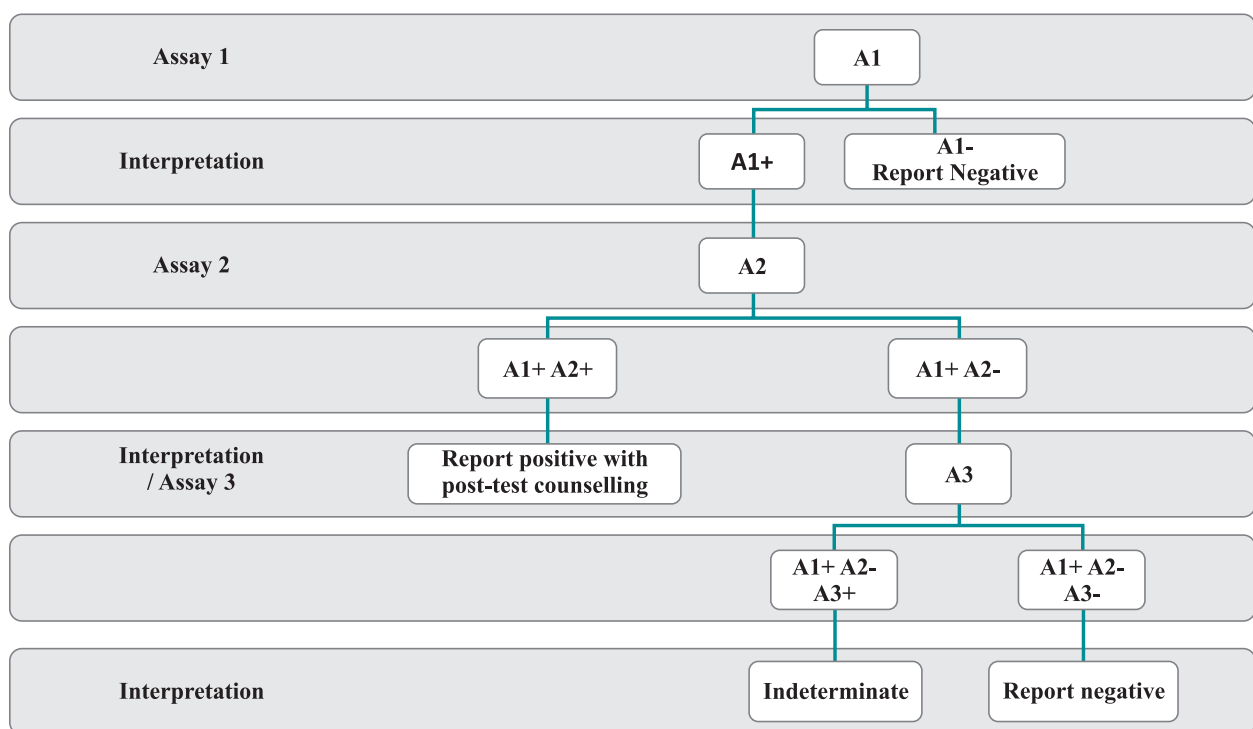 Assay 1
A1
Interpretation
A1+
A1-
Report Negative
Assay 2
A2
A1+ A2+
A1+ A2-
Interpretation
/ Assay 3
Report positive with
post-test counselling
A3
A1+ A2-
A3+
A1+ A2-
A3-
Interpretation
Indeterminate
Report negative